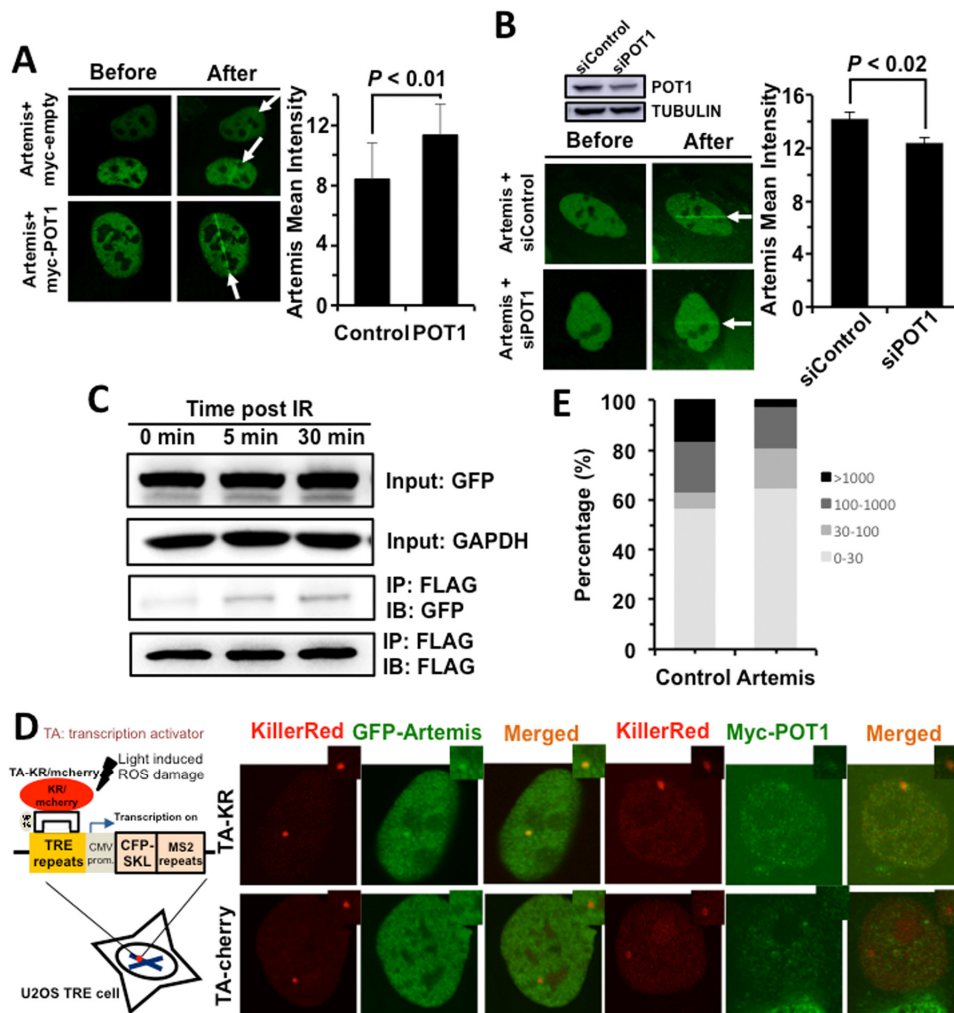 A
Before After
Artemis+
myc-empty
Artemis+
myc-POT1
P < 0.01
Artemis Mean Intensity
12
8
4
0
Control POT1
B
siControl
siPOT1
POT1
TUBULIN
Before After
Artemis +
siControl
Artemis +
siPOT1
P < 0.02
Artemis Mean Intensity
16
12
8
4
0
siControl
siPOT1
C
Time post IR
0 min 5 min 30 min
Input: GFP
Input: GAPDH
IP: FLAG
IB: GFP
IP: FLAG
IB: FLAG
E
Percentage (%)
100
80
60
40
20
0
Control Artemis
>1000
100-1000
30-100
0-30
D
TA: transcription activator
Light induced
ROS damage
TA-KR/mcherry
KR/
mcherry
Transcription on
TRE
repeats
CMV
prom.
CFP-
SKL
MS2
repeats
U2OS TRE cell
KillerRed GFP-Artemis Merged KillerRed Myc-POT1 Merged
TA-KR
TA-cherry